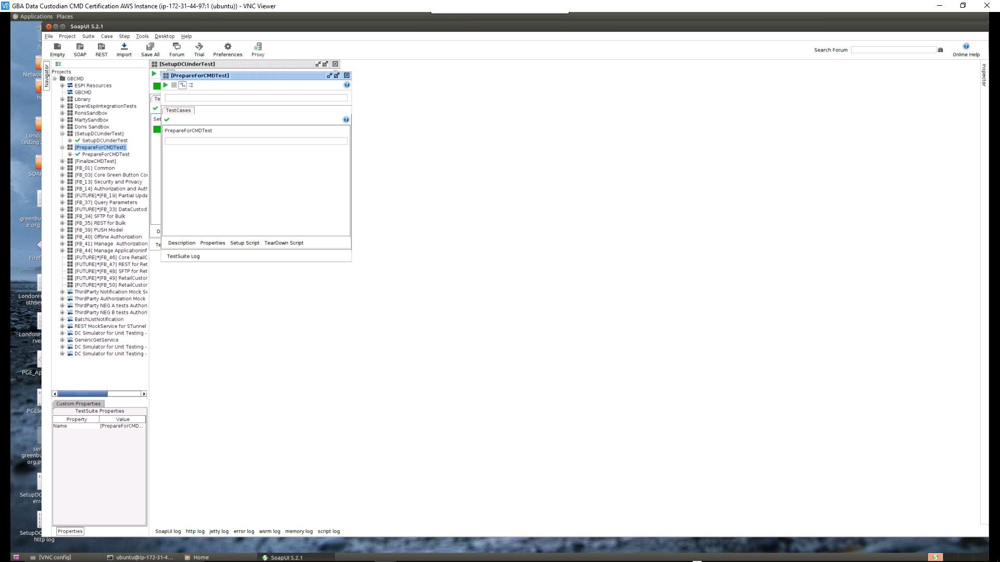 GBA Data Custodian CMD Certification AWS Instance (ip-172-31-44-97:1 (ubuntu)) - VNC Viewer
Applications Places
SoapUI 5.2.1
File Project Suite Case Step Tools Desktop Help
Empty SOAP REST Import Save All Forum Trial Preferences Proxy
Search Forum
Online Help
Navigator
Inspector
Projects
GBCMD
ESPI Resources
GBCMD
Library
OpenEspiIntegrationTests
RonsSandbox
MartySandbox
Dons Sandbox
[SetupDCUnderTest]
SetupDCUnderTest
[PrepareForCMDTest]
PrepareForCMDTest
[FinalizeCMDTest]
[FB_01] Common
[FB_03] Core Green Button Co
[FB_13] Security and Privacy
[FB_14] Authorization and Auth
[FUTURE]*[FB_19] Partial Upda
[FB_37] Query Parameters
[FUTURE]*[FB_33] DataCustod
[FB_34] SFTP for Bulk
[FB_35] REST for Bulk
[FB_39] PUSH Model
[FB_40] Offline Authorization
[FB_41] Manage Authorization
[FB_44] Manage ApplicationInf
[FUTURE]*[FB_46] Core RetailC
[FUTURE]*[FB_47] REST for Ret
[FUTURE]*[FB_48] SFTP for Ret
[FUTURE]*[FB_49] RetailCustor
[FUTURE]*[FB_50] RetailCustor
ThirdParty Notification Mock Se
ThirdParty Authorization Mock
ThirdParty NEG A tests Authori
ThirdParty NEG B tests Authori
BatchListNotification
REST MockService for STunnel
DC Simulator for Unit Testing -
GenericGetService
DC Simulator for Unit Testing -
DC Simulator for Unit Testing -
Custom Properties
TestSuite Properties
Property Value
Name [PrepareForCMD...
Properties
[SetupDCUnderTest]
Te
Set
D
Te
[PrepareForCMDTest]
TestCases
PrepareForCMDTest
Description Properties Setup Script TearDown Script
TestSuite Log
SoapUI log http log jetty log error log wsrm log memory log script log
Networ
Londo
Testing
SOA
greenbu
e.org.
Firef
LondonH
uthSer
LondonH
rve
PGE_Ap
PGES
ser
greenbu
org.p
SetupDC
err
SetupDC
http log
[VNC config] ubuntu@ip-172-31-4... Home SoapUI 5.2.1